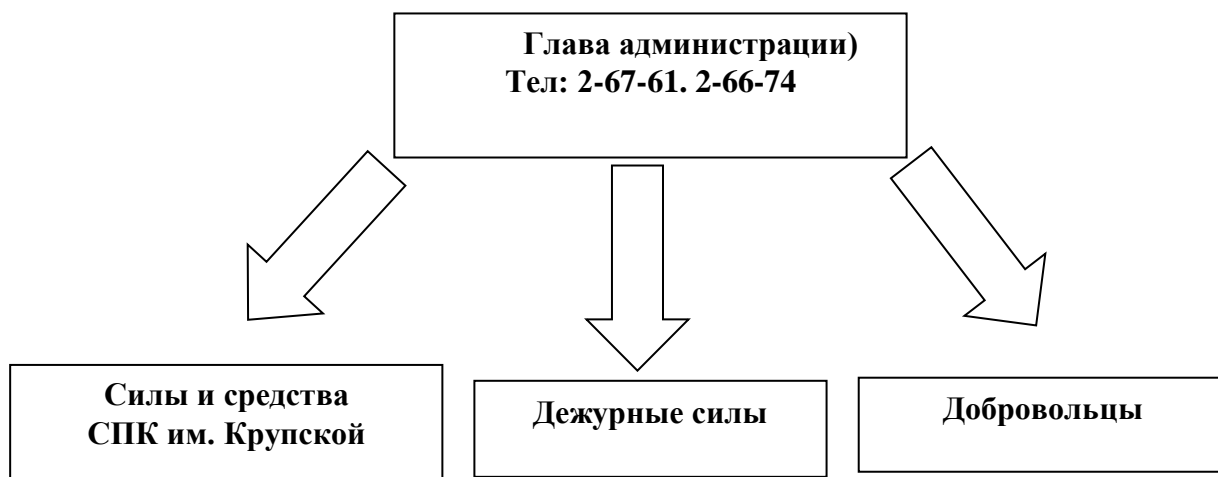 Глава администрации)
Тел: 2-67-61. 2-66-74
Силы и средства
СПК им. Крупской
Дежурные силы
Добровольцы